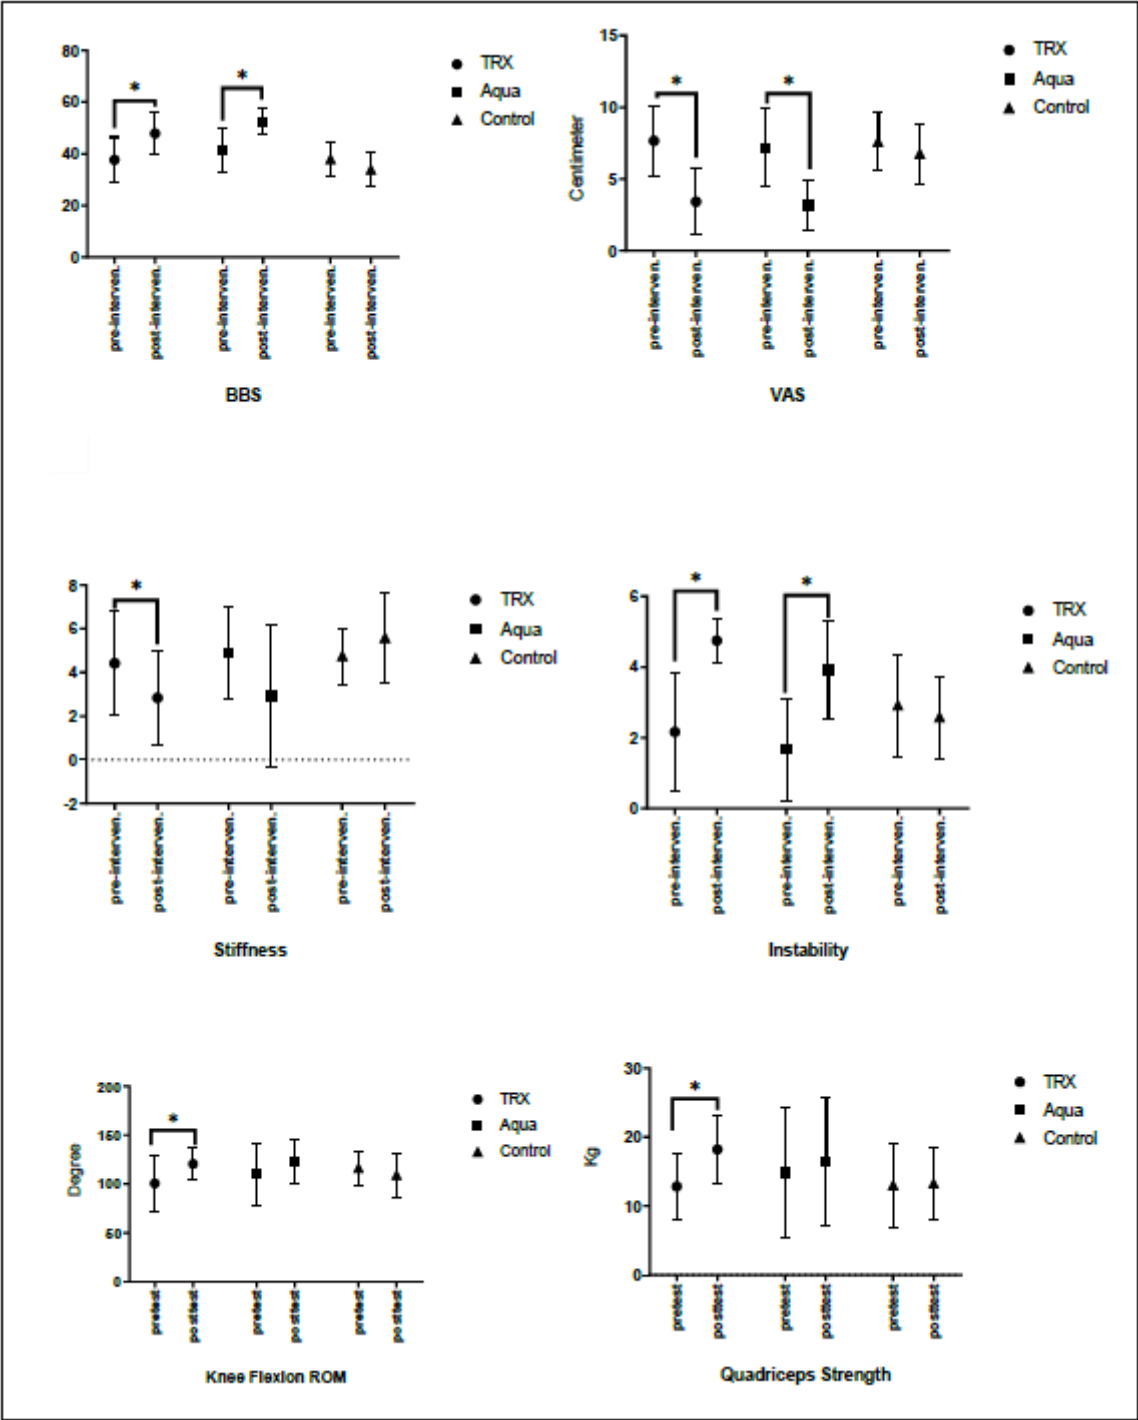 80
60
40
20
0
*
*
TRX
Aqua
Control
pre-interven.
post-interven.
pre-interven.
post-interven.
pre-interven.
post-interven.
BBS
15
10
5
0
Centimeter
*
*
TRX
Aqua
Control
pre-interven.
post-interven.
pre-interven.
post-interven.
pre-interven.
post-interven.
VAS
8
6
4
2
0
-2
*
TRX
Aqua
Control
pre-interven.
post-interven.
pre-interven.
post-interven.
pre-interven.
post-interven.
Stiffness
6
4
2
0
*
*
TRX
Aqua
Control
pre-interven.
post-interven.
pre-interven.
post-interven.
pre-interven.
post-interven.
Instability
200
150
100
50
0
Degree
*
TRX
Aqua
Control
pretest
posttest
pretest
posttest
pretest
posttest
Knee Flexion ROM
30
20
10
0
Kg
*
TRX
Aqua
Control
pretest
posttest
pretest
posttest
pretest
posttest
Quadriceps Strength